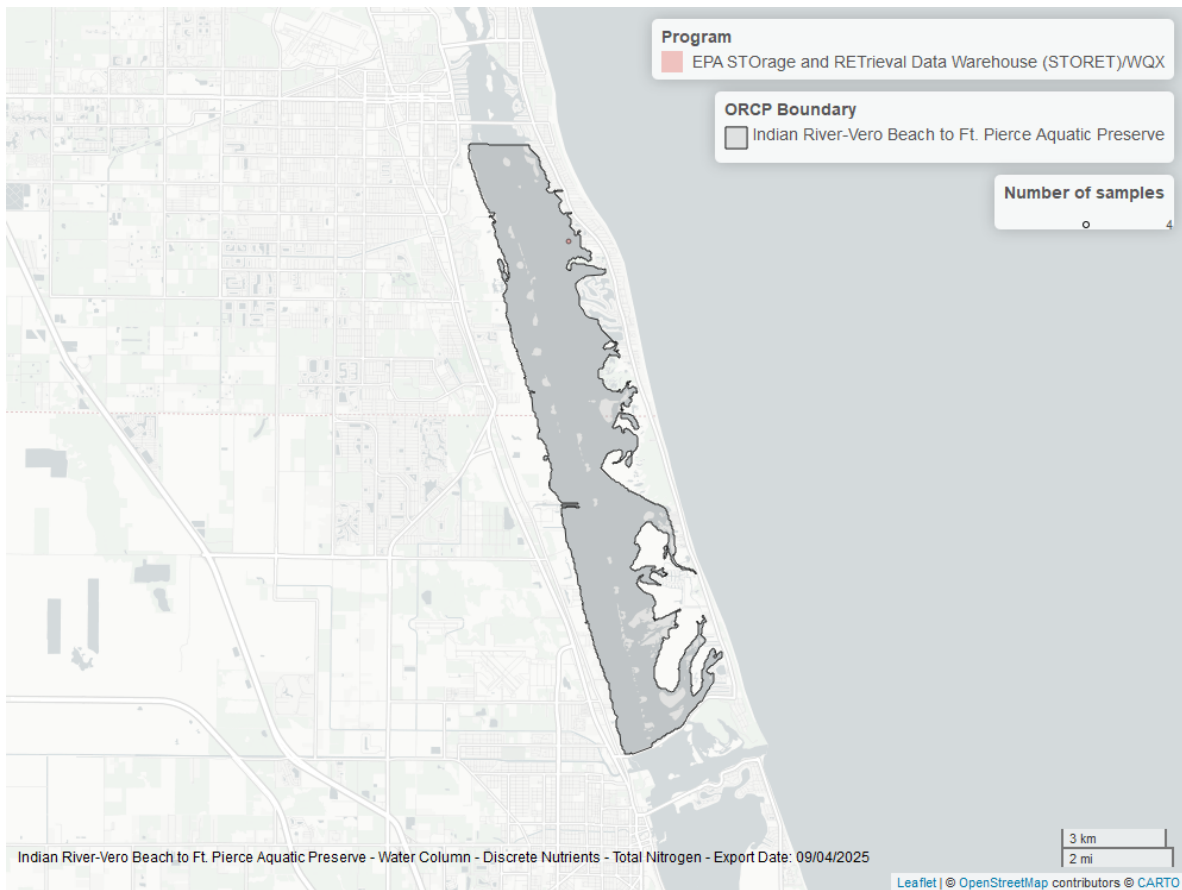 Program
EPA STOrage and RETrieval Data Warehouse (STORET)/WQX
ORCP Boundary
Indian River-Vero Beach to Ft. Pierce Aquatic Preserve
Number of samples
4
3 km
2 mi
Indian River-Vero Beach to Ft. Pierce Aquatic Preserve - Water Column - Discrete Nutrients - Total Nitrogen - Export Date: 09/04/2025
Leaflet | © OpenStreetMap contributors © CARTO